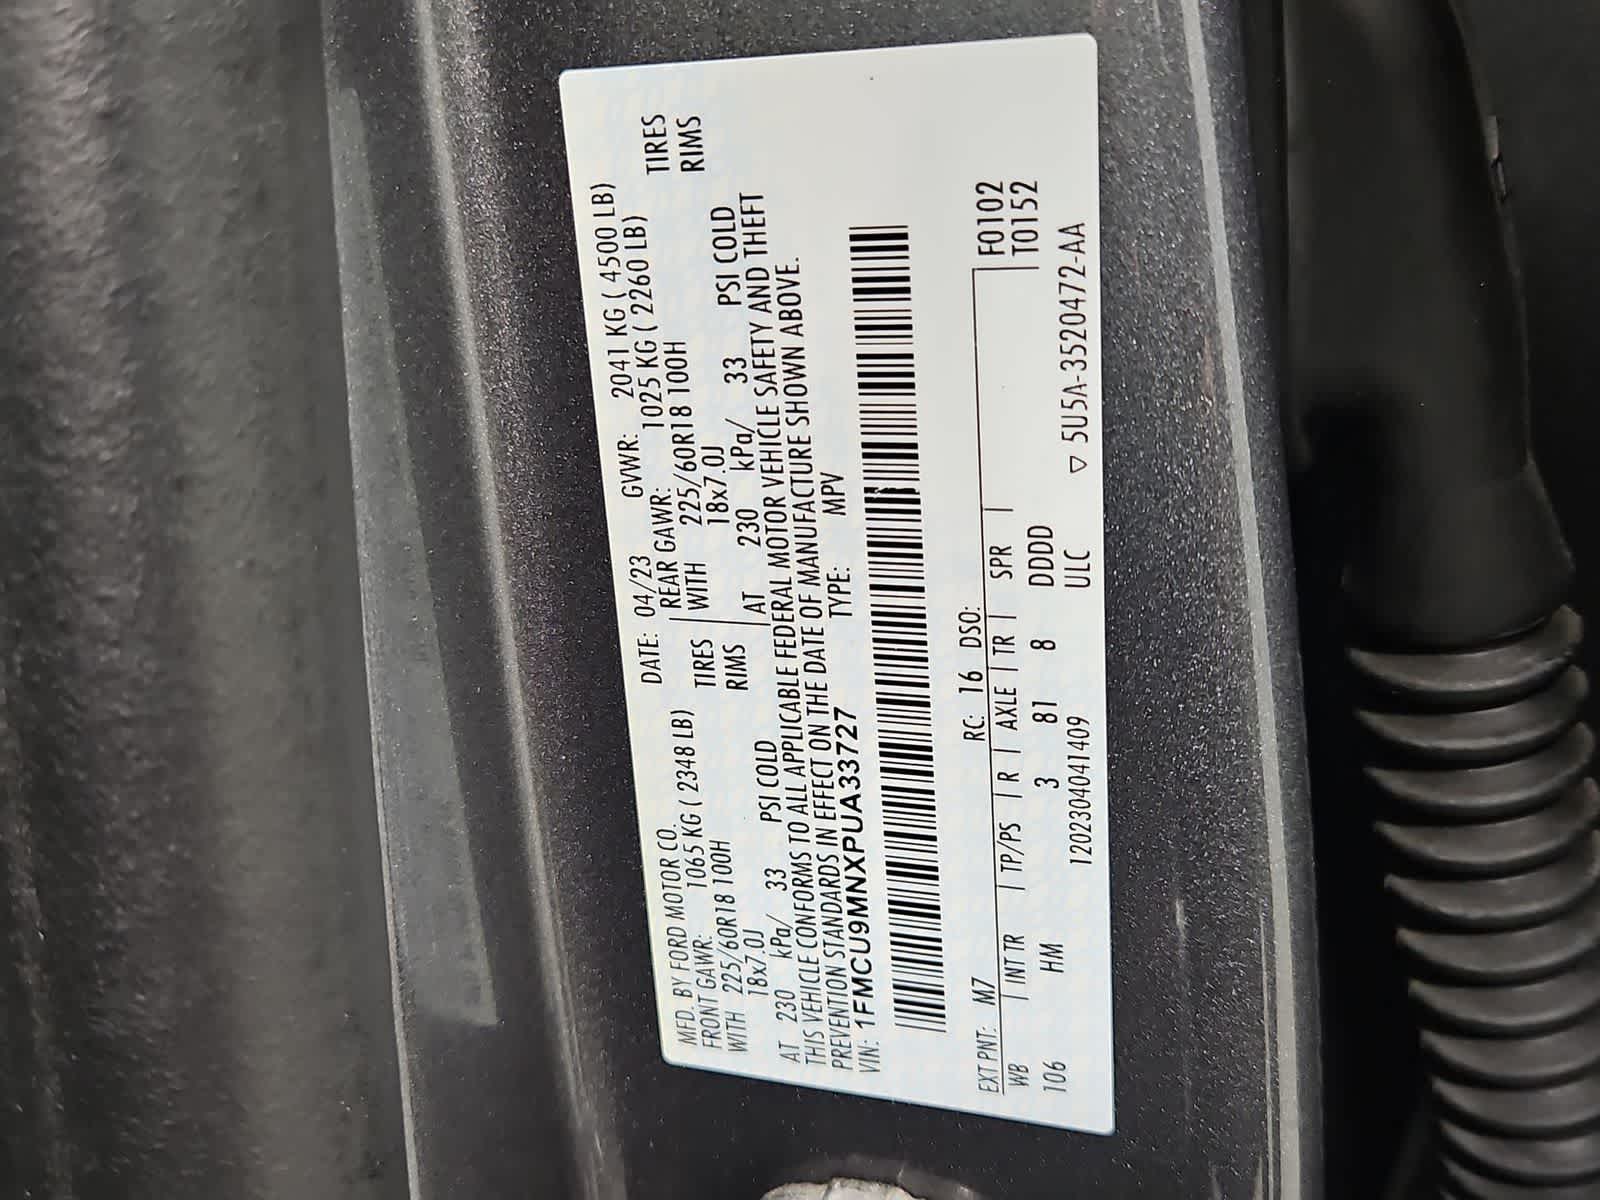 MFD. BY FORD MOTOR CO. DATE: 04/23 GVWR: 2041 KG ( 4500 LB)
FRONT GAWR: 1065 KG ( 2348 LB) REAR GAWR: 1025 KG ( 2260 LB)
WITH 225/60R18 100H TIRES WITH 225/60R18 100H TIRES
18x7.0J RIMS 18x7.0J RIMS
AT 230 kPa/ 33 PSI COLD AT 230 kPa/ 33 PSI COLD
THIS VEHICLE CONFORMS TO ALL APPLICABLE FEDERAL MOTOR VEHICLE SAFETY AND THEFT
PREVENTION STANDARDS IN EFFECT ON THE DATE OF MANUFACTURE SHOWN ABOVE.
VIN: 1FMCU9MNXPUA33727 TYPE: MPV
EXT PNT: M7 RC: 16 DSO: F0102
WB | INT TR | TP/PS | R | AXLE | TR | SPR | T0152
106 HM 3 81 8 DDDD
120230404 1409 ULC ▽ 5U5A-3520472-AA